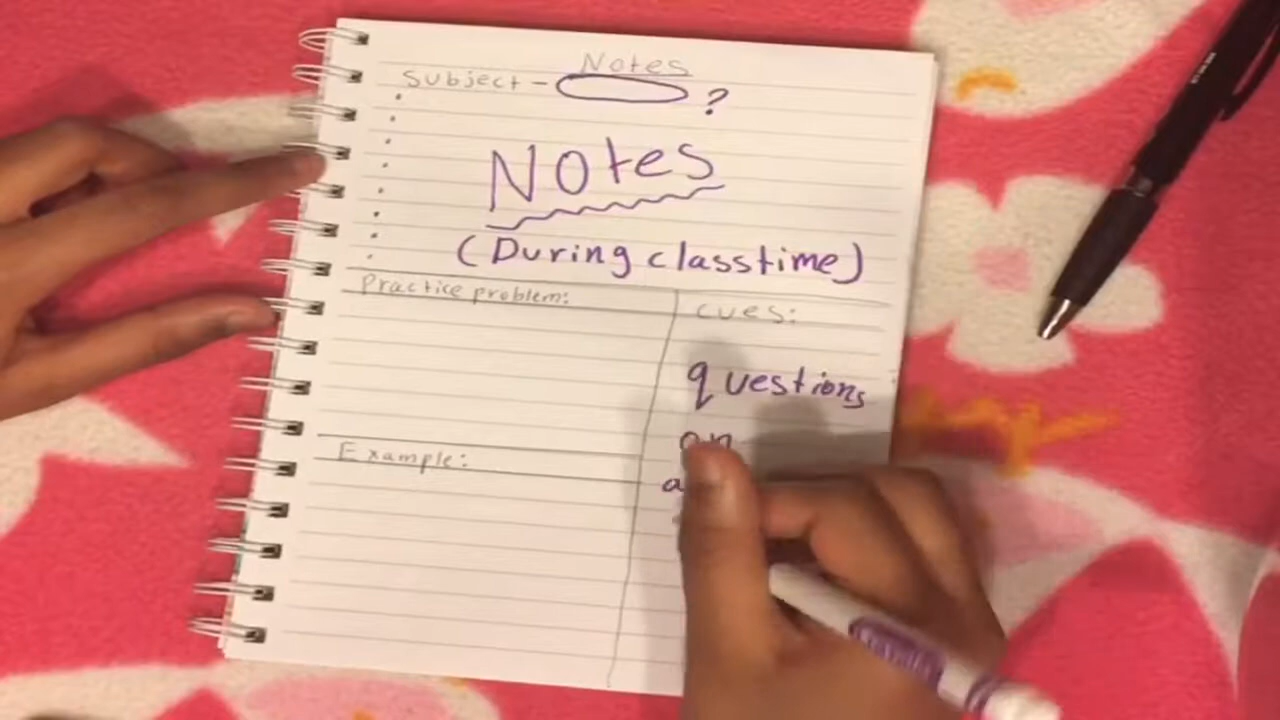 Notes
Subject - ?
Notes
(During classtime)
Practice problem:
cues:
questions
on
Example: